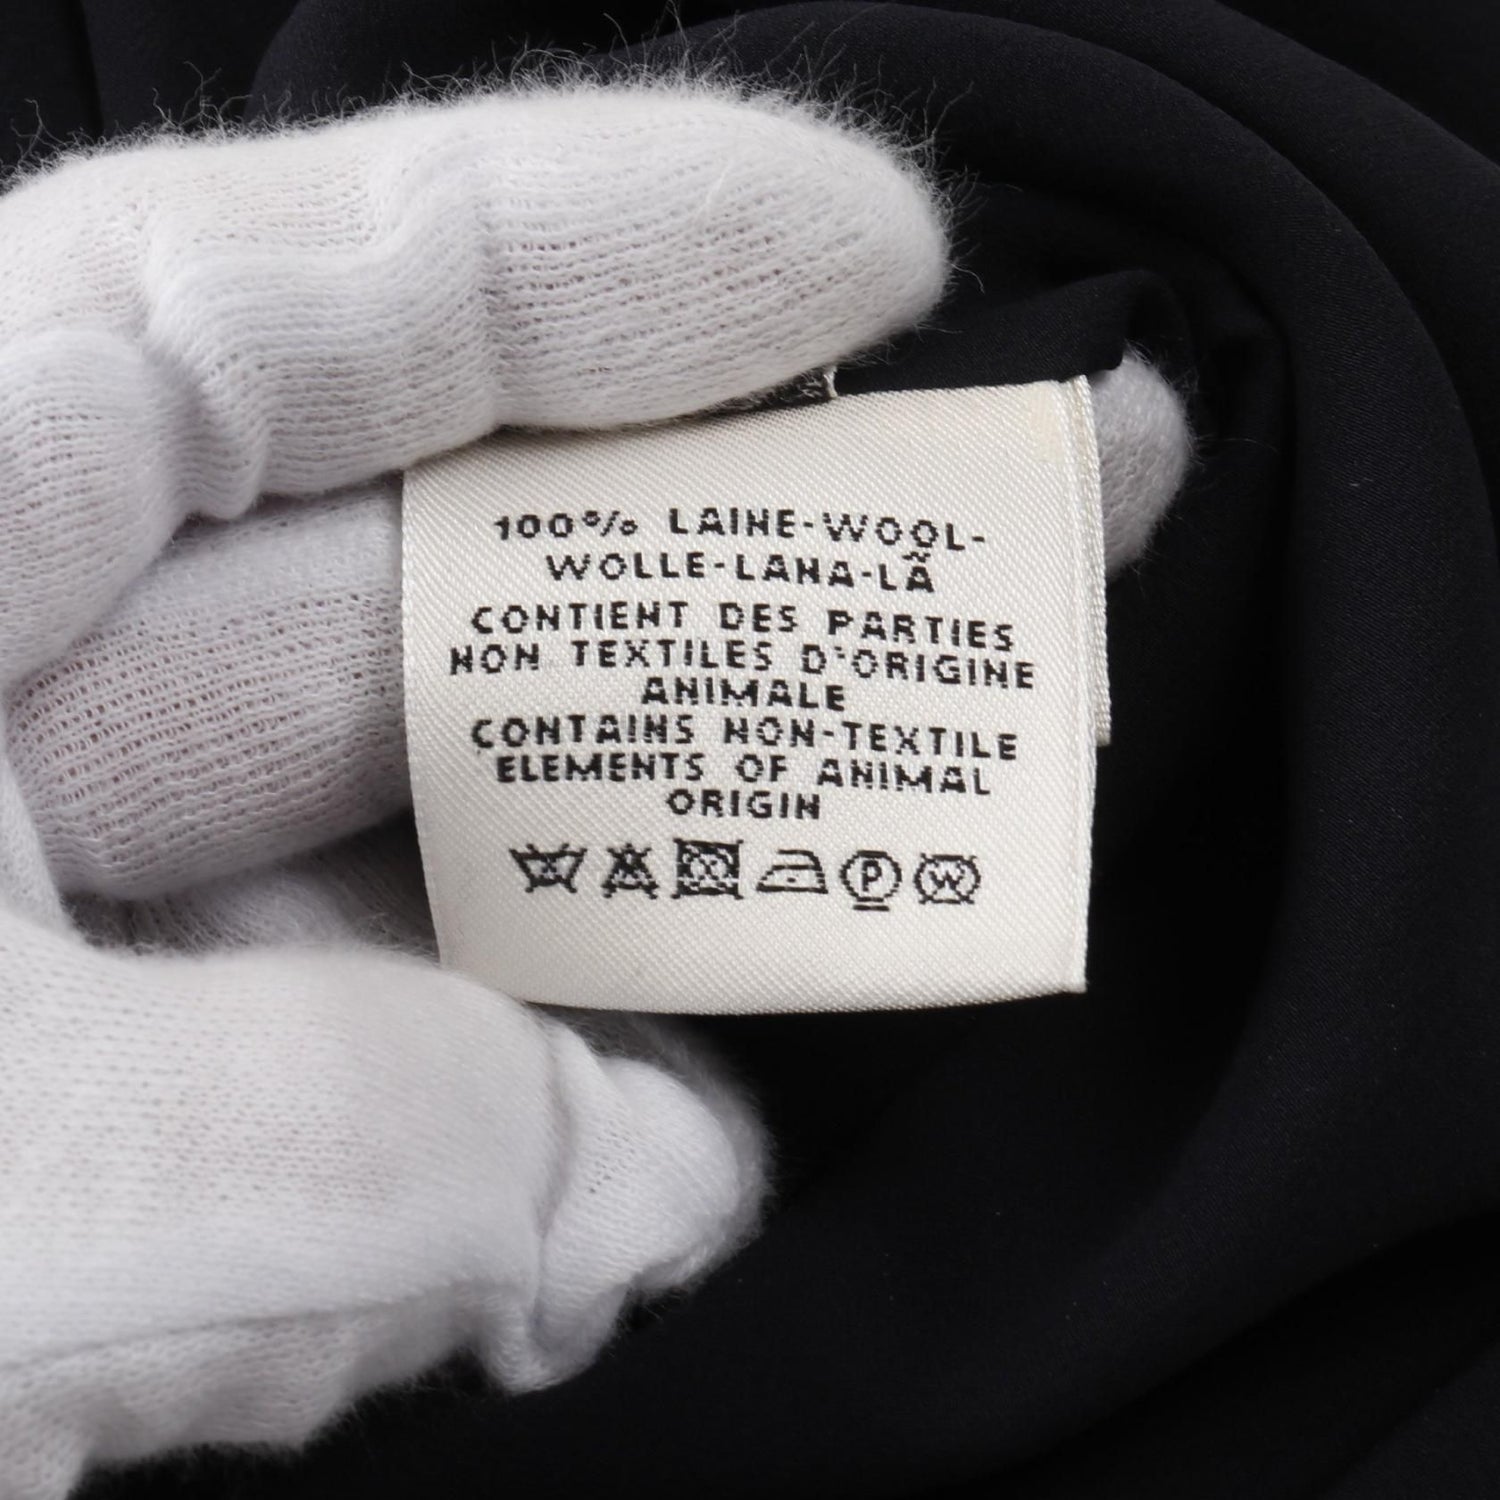 100% LAINE-WOOL-
WOLLE-LANA-LÃ
CONTIENT DES PARTIES
NON TEXTILES D'ORIGINE
ANIMALE
CONTAINS NON-TEXTILE
ELEMENTS OF ANIMAL
ORIGIN
P W